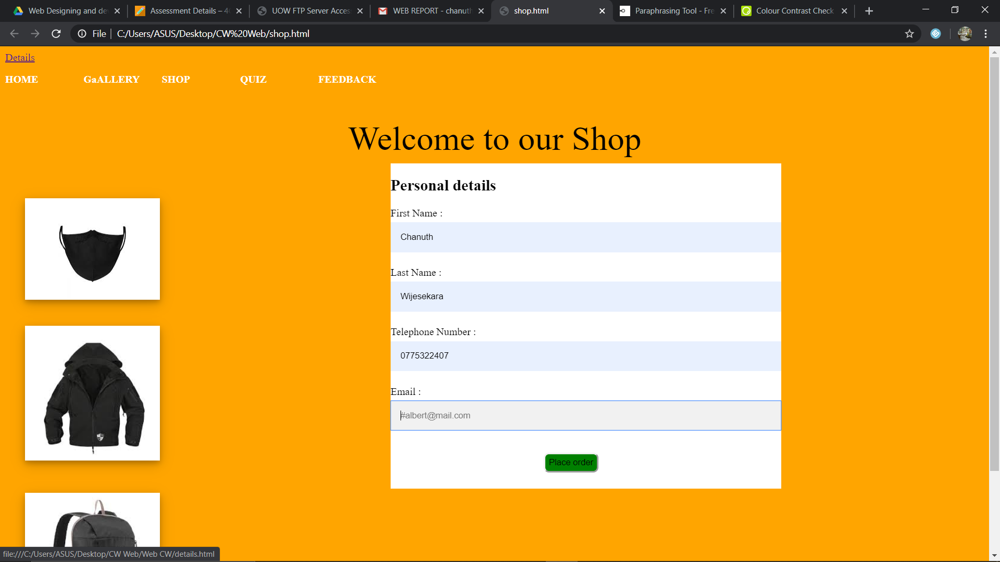 Web Designing and de
Assessment Details – 4
UOW FTP Server Acces
WEB REPORT - chanuth
shop.html
Paraphrasing Tool - Fre
Colour Contrast Check
File
C:/Users/ASUS/Desktop/CW%20Web/shop.html
Details
HOME GaALLERY SHOP QUIZ FEEDBACK
Welcome to our Shop
Personal details
First Name :
Chanuth
Last Name :
Wijesekara
Telephone Number :
0775322407
Email :
#albert@mail.com
Place order
file:///C:/Users/ASUS/Desktop/CW Web/Web CW/details.html